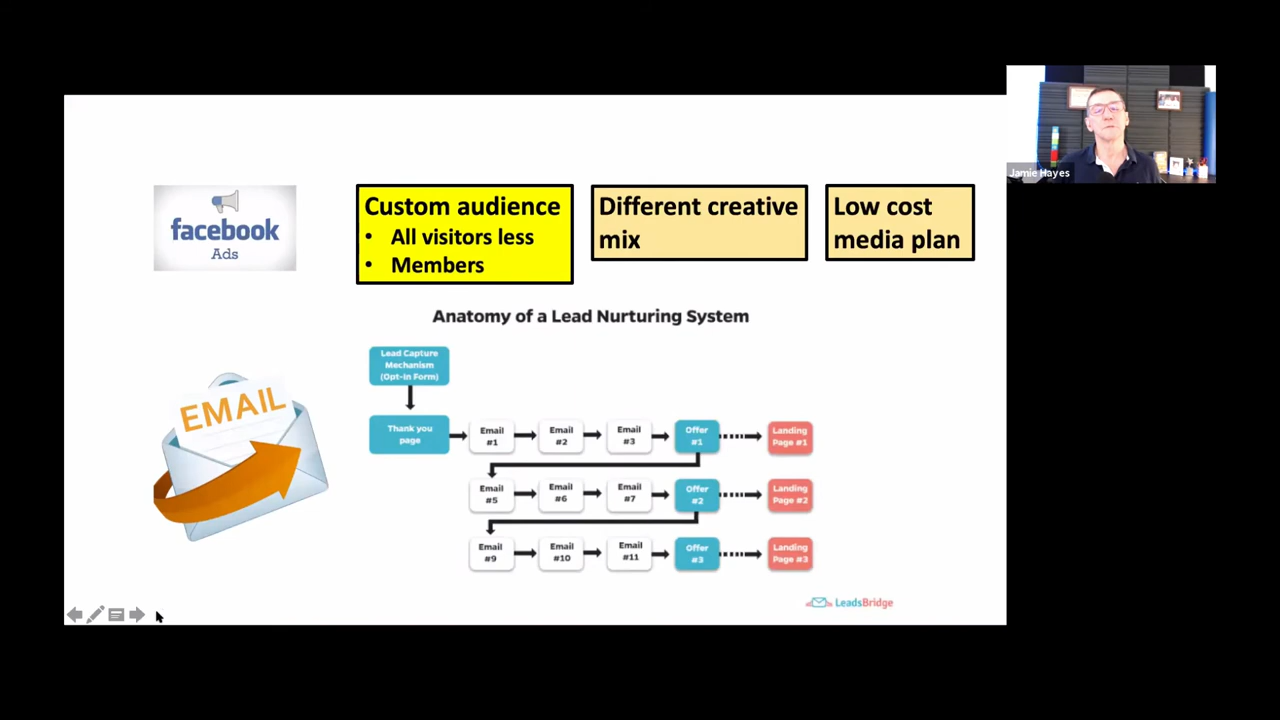 Jamie Hayes
facebook
Ads
Custom audience
• All visitors less
• Members
Different creative
mix
Low cost
media plan
Anatomy of a Lead Nurturing System
EMAIL
Lead Capture
Mechanism
(Opt-In Form)
Thank you
page
Email
#1
Email
#2
Email
#3
Offer
#1
Landing
Page #1
Email
#5
Email
#6
Email
#7
Offer
#2
Landing
Page #2
Email
#9
Email
#10
Email
#11
Offer
#3
Landing
Page #3
LeadsBridge